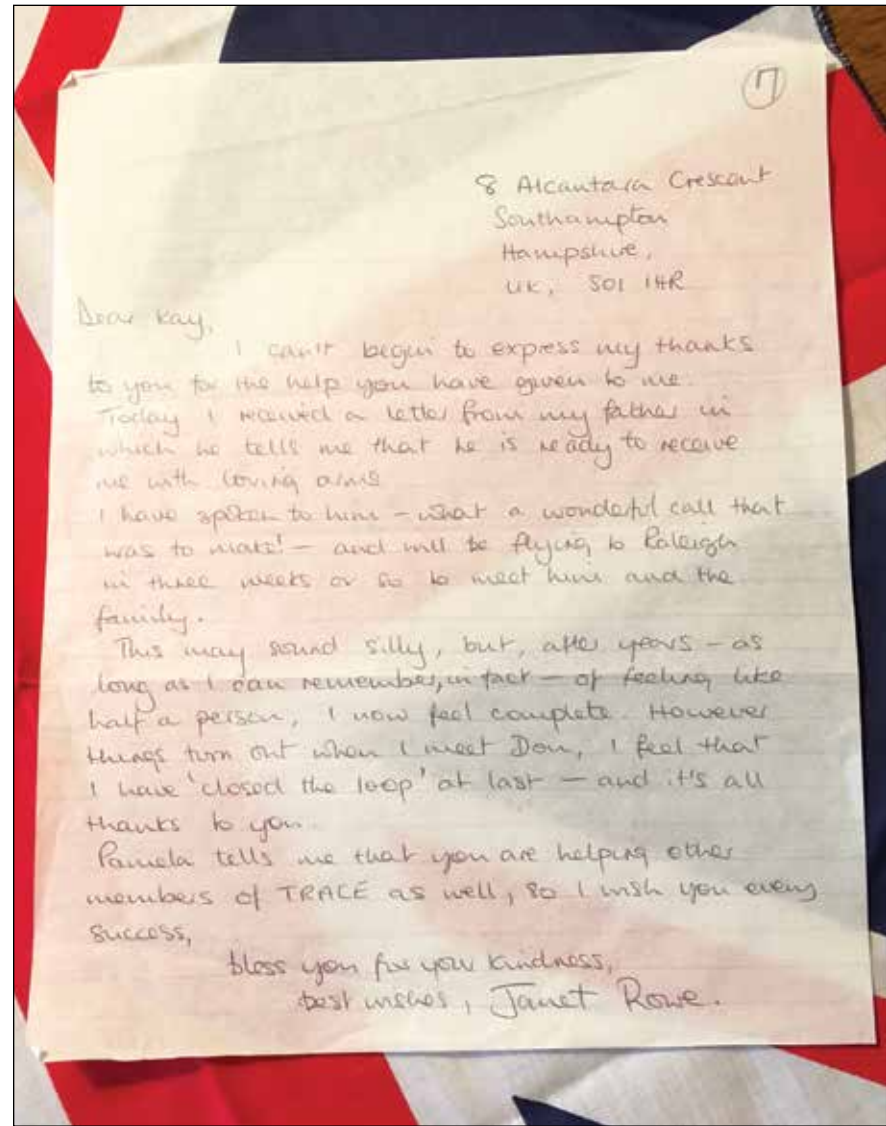 7
8 Alcantara Crescent
Southampton
Hampshire,
UK, SO1 1HR
Dear Kay,
I can't begin to express my thanks
to you for the help you have given to me.
Today I received a letter from my father in
which he tells me that he is ready to receive
me with loving arms
I have spoken to him – what a wonderful call that
was to make! – and will be flying to Raleigh
in three weeks or so to meet him and the
family.
This may sound silly, but, after years – as
long as I can remember, in fact – of feeling like
half a person, I now feel complete. However
things turn out when I meet Don, I feel that
I have 'closed the loop' at last – and it's all
thanks to you.
Pamela tells me that you are helping other
members of TRACE as well, so I wish you every
success,
bless you for your kindness,
best wishes, Janet Rowe.